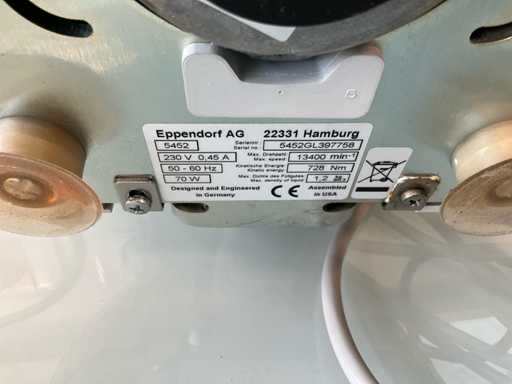 Eppendorf AG 22331 Hamburg
5452 Serien Nr. Serial no. 5452GL397758
230 V 0,45 A Max. Drehzahl: Max. speed 13400 min⁻¹
50 - 60 Hz Kinetische Energie: Kinetic energy 728 Nm
70 W Max. Dichte des Füllgutes Max. density of liquid 1,2
Designed and Engineered in Germany
CE
Assembled in USA